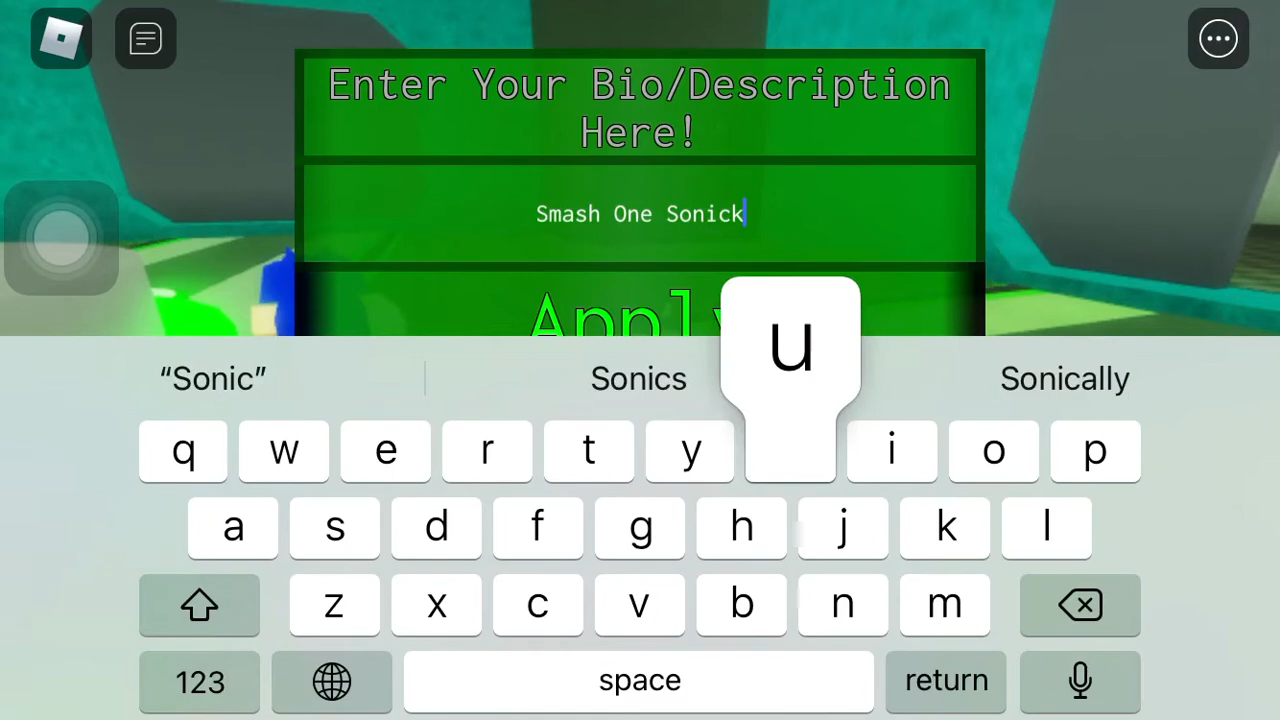 Enter Your Bio/Description
Here!
Smash One Sonick
Apply
“Sonic” Sonics Sonically
u
q w e r t y i o p
a s d f g h j k l
z x c v b n m
123 space return